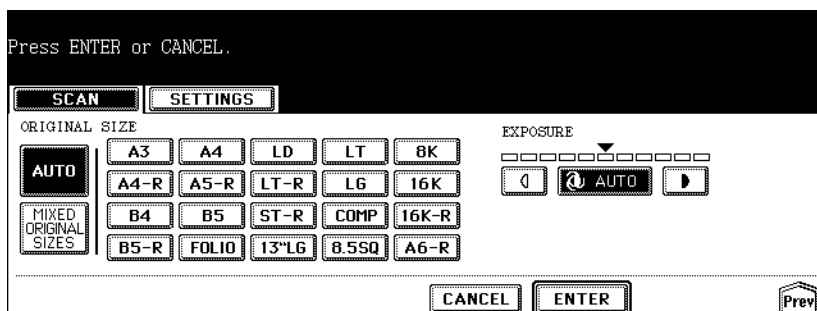 Press ENTER or CANCEL.
SCAN SETTINGS
ORIGINAL SIZE
EXPOSURE
AUTO
A3 A4 LD LT 8K
A4-R A5-R LT-R LG 16K
AUTO
MIXED
ORIGINAL
SIZES
B4 B5 ST-R COMP 16K-R
B5-R FOLIO 13"LG 8.5SQ A6-R
CANCEL ENTER
Prev